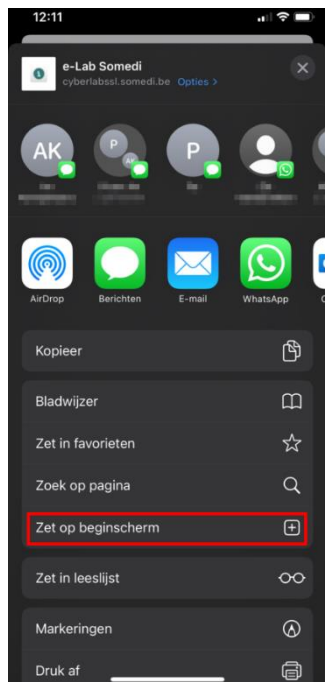 12:11
e-Lab Somedi
cyberlabssl.somedi.be Opties >
AK
P
AK
P
AirDrop Berichten E-mail WhatsApp
Kopieer
Bladwijzer
Zet in favorieten
Zoek op pagina
Zet op beginscherm
Zet in leeslijst
Markeringen
Druk af